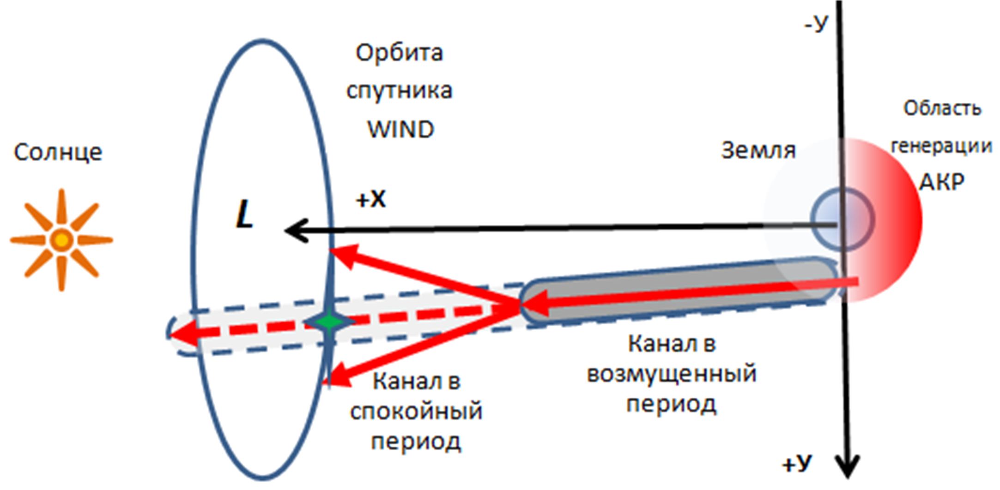 -У
Орбита
спутника
WIND
Область
генерации
АКР
Земля
Солнце
+X
L
Канал в
возмущенный
период
Канал в
спокойный
период
+У